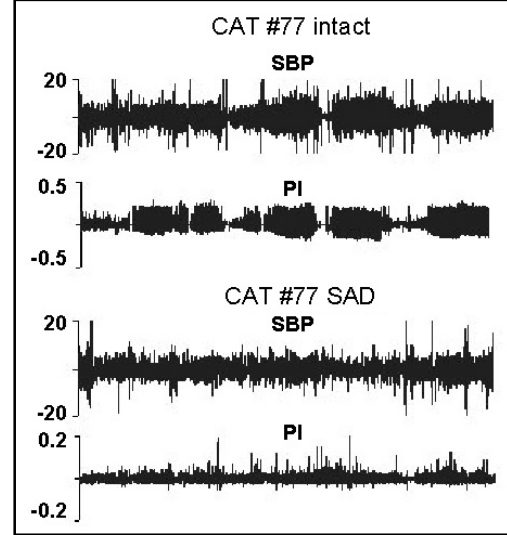 CAT #77 intact
SBP
20
-20
PI
0.5
-0.5
CAT #77 SAD
SBP
20
-20
PI
0.2
-0.2